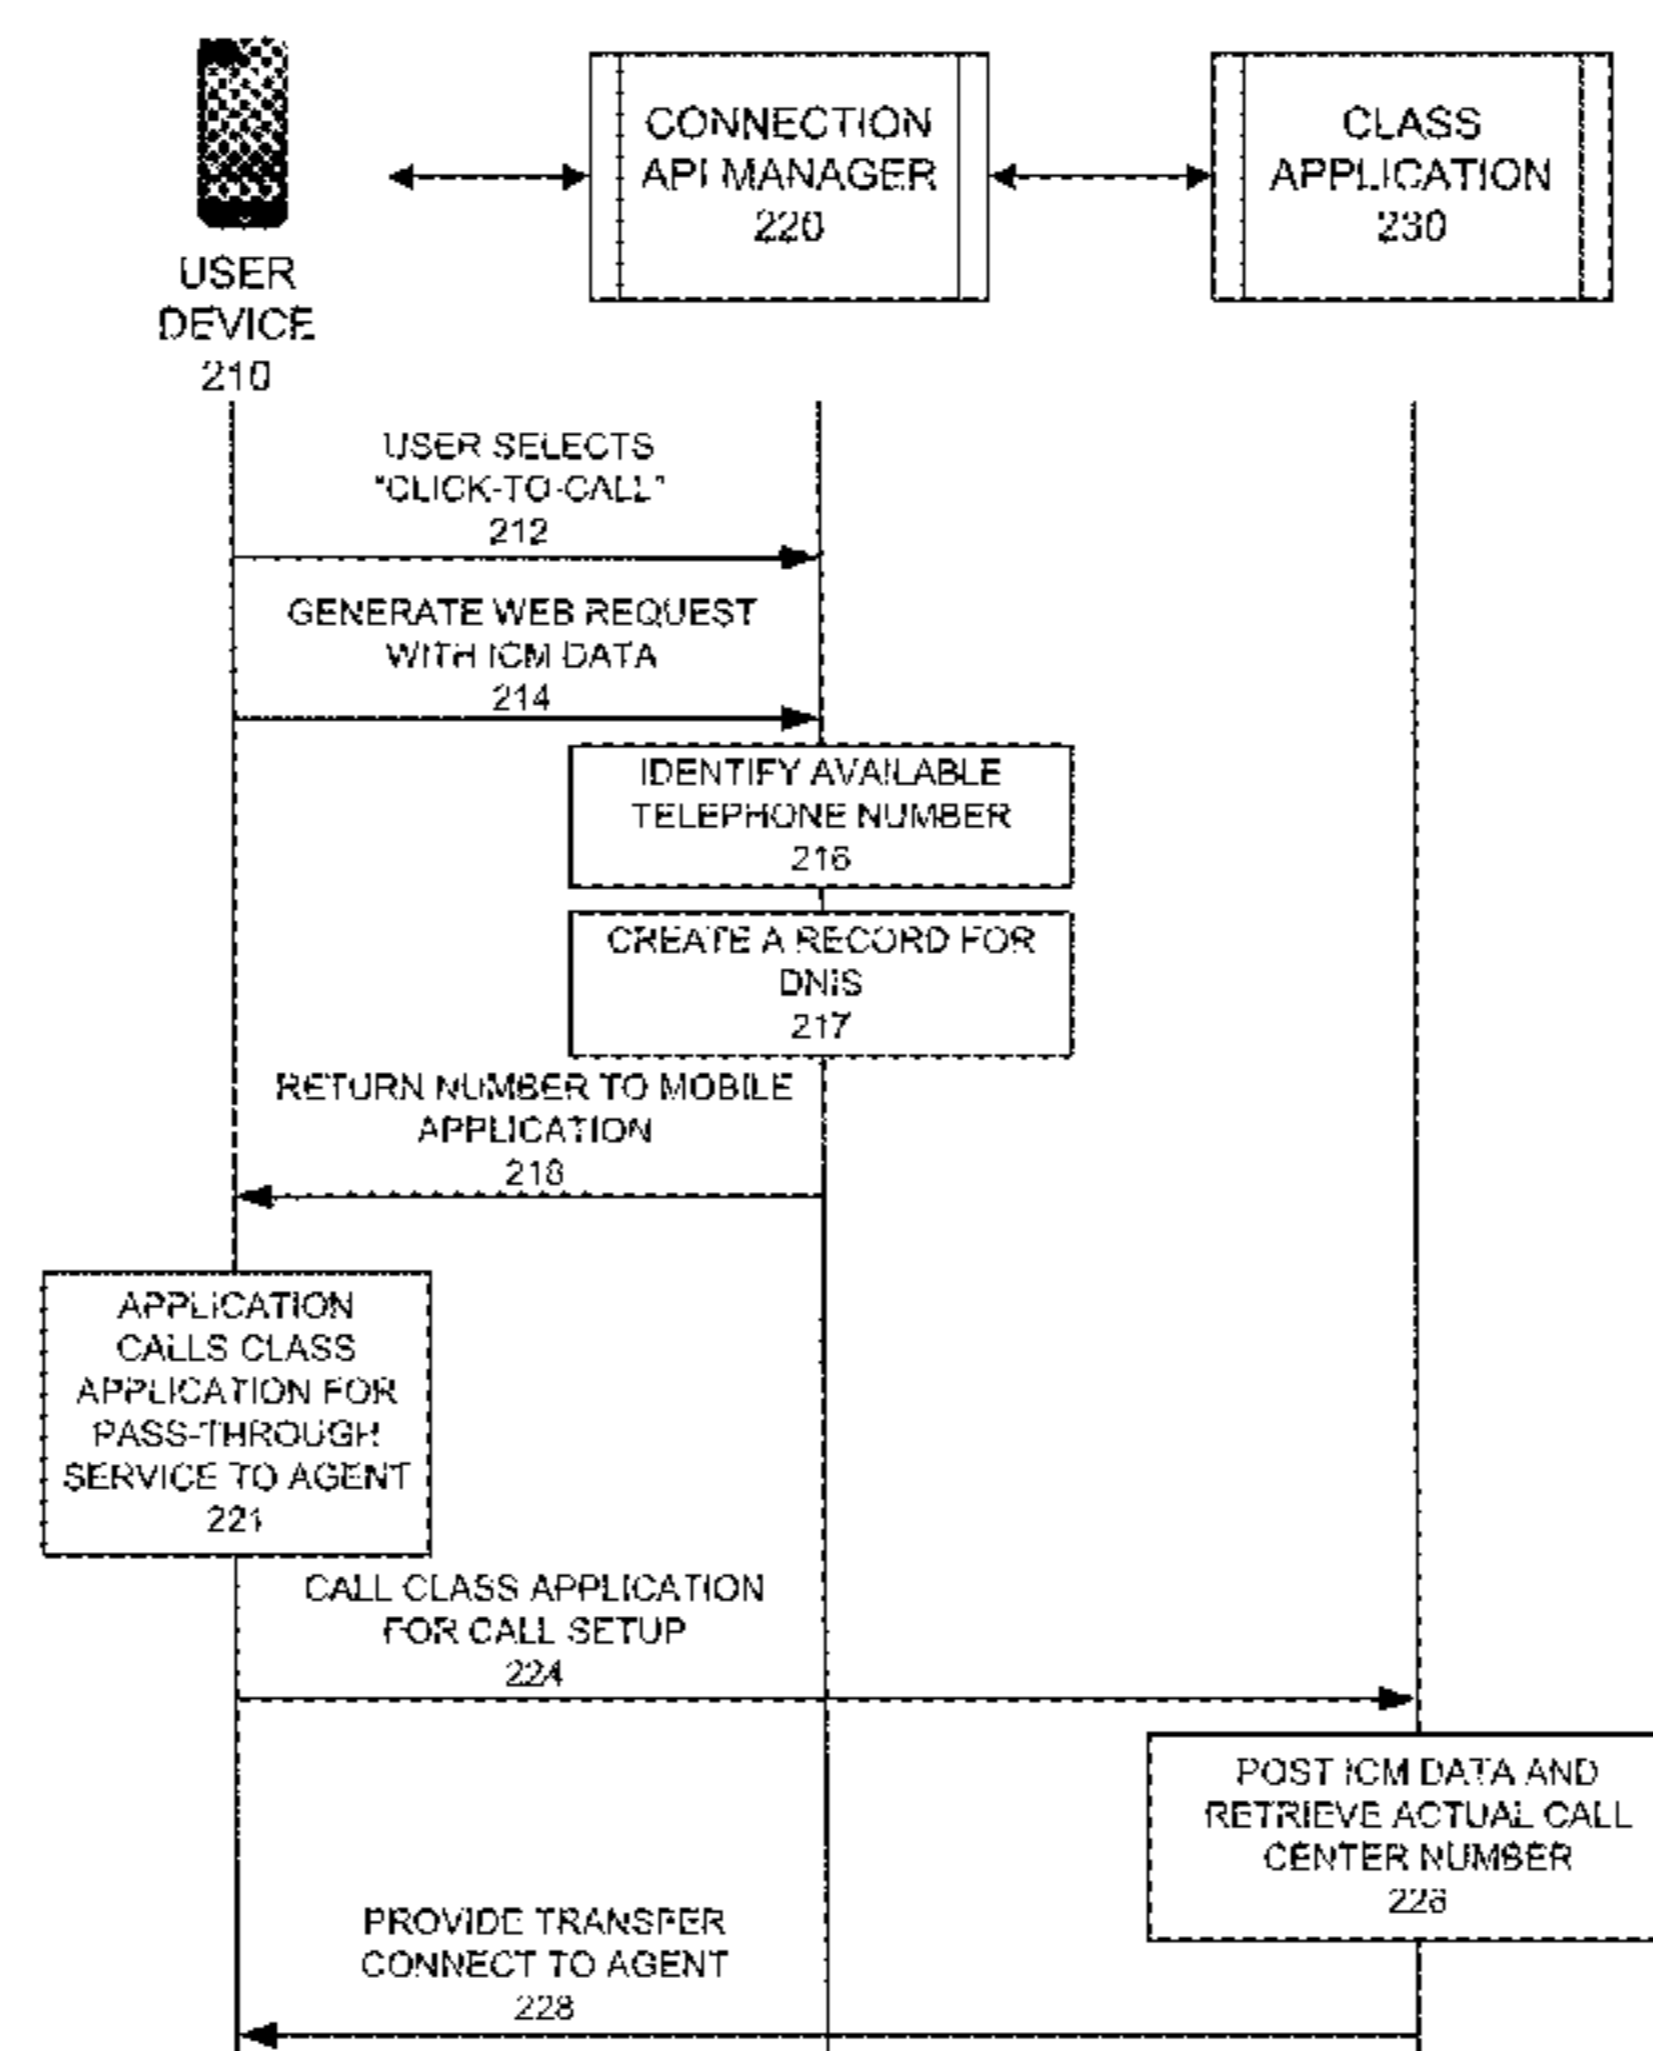 USER
DEVICE
210
CONNECTION
API MANAGER
220
CLASS
APPLICATION
230
USER SELECTS
"CLICK-TO-CALL"
212
GENERATE WEB REQUEST
WITH ICM DATA
214
IDENTIFY AVAILABLE
TELEPHONE NUMBER
216
CREATE A RECORD FOR
DNIS
217
RETURN NUMBER TO MOBILE
APPLICATION
218
APPLICATION
CALLS CLASS
APPLICATION FOR
PASS-THROUGH
SERVICE TO AGENT
221
CALL CLASS APPLICATION
FOR CALL SETUP
224
POST ICM DATA AND
RETRIEVE ACTUAL CALL
CENTER NUMBER
226
PROVIDE TRANSFER
CONNECT TO AGENT
228